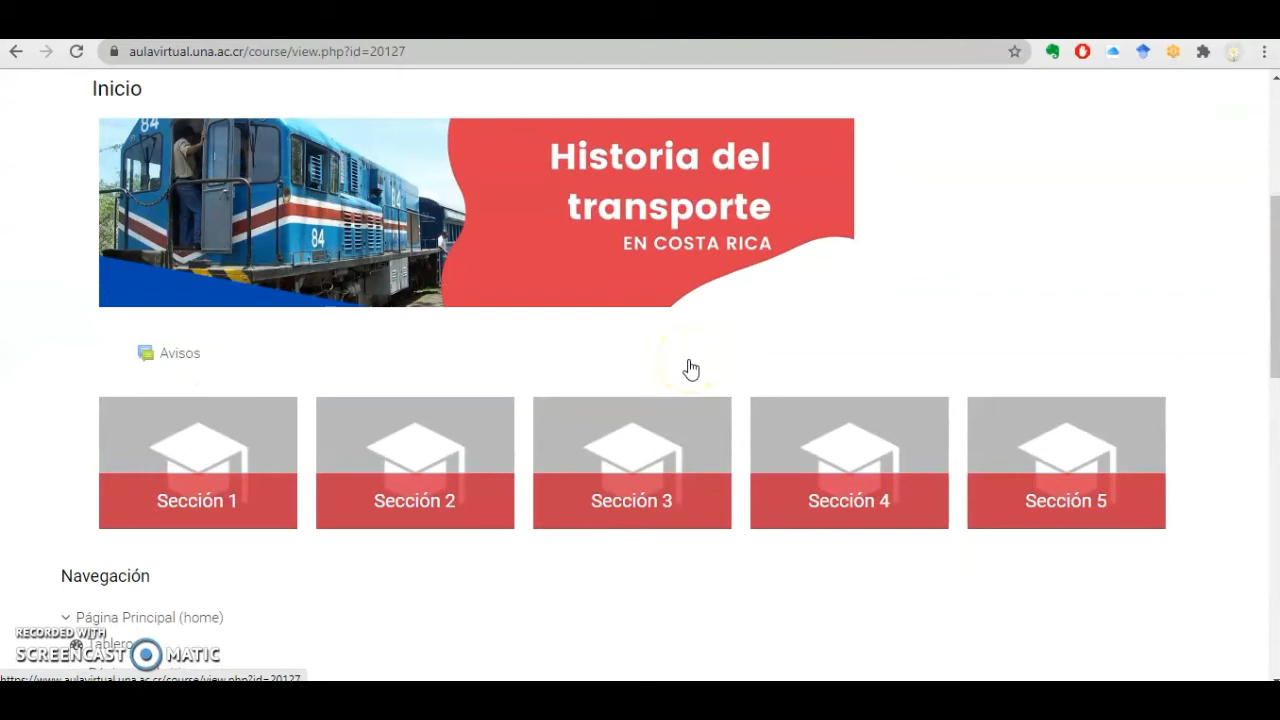 aulavirtual.una.ac.cr/course/view.php?id=20127
Inicio
84
84
84
Historia del
transporte
EN COSTA RICA
Avisos
Sección 1
Sección 2
Sección 3
Sección 4
Sección 5
Navegación
Página Principal (home)
RECORDED WITH
Tablero
SCREENCAST MATIC
https://www.aulavirtual.una.ac.cr/course/view.php?id=20127